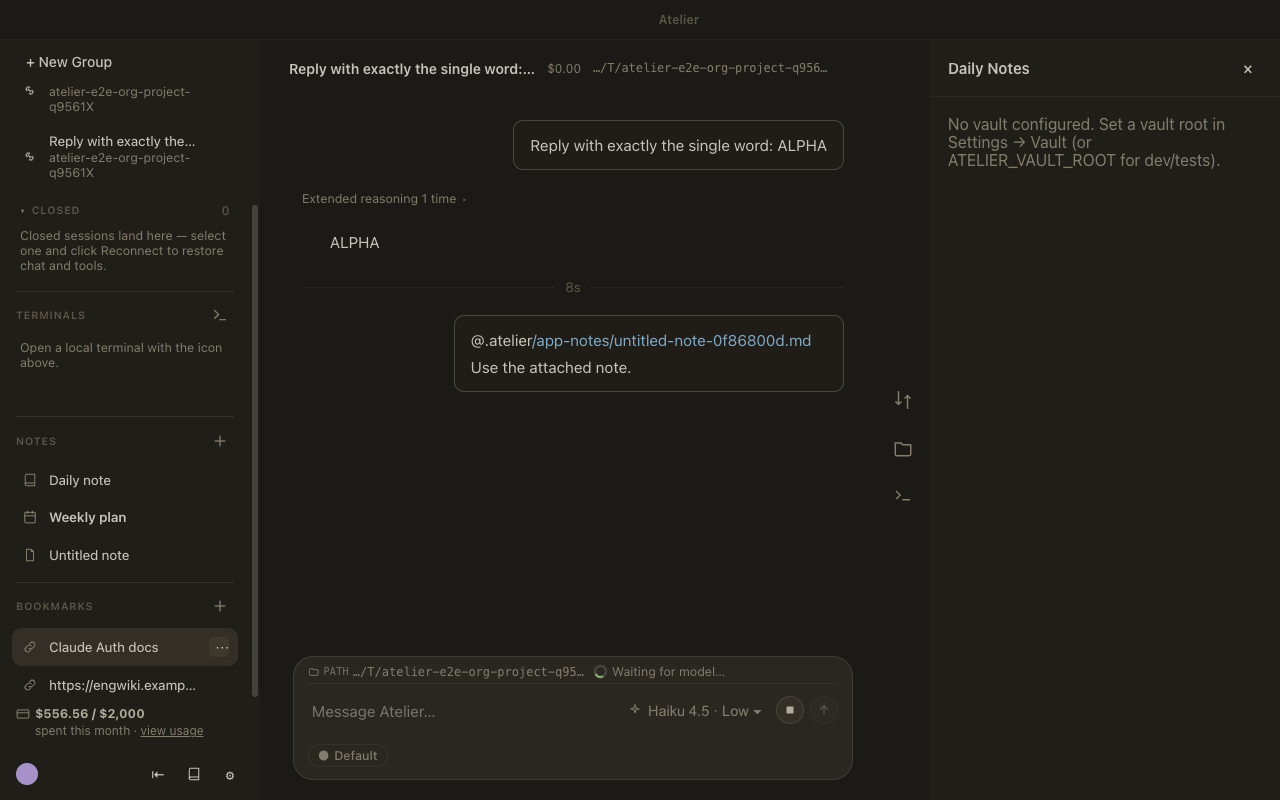 Atelier
+ New Group
atelier-e2e-org-project-
q9561X
Reply with exactly the...
atelier-e2e-org-project-
q9561X
CLOSED
0
Closed sessions land here — select
one and click Reconnect to restore
chat and tools.
TERMINALS
Open a local terminal with the icon
above.
NOTES
Daily note
Weekly plan
Untitled note
BOOKMARKS
Claude Auth docs
https://engwiki.examp...
$556.56 / $2,000
spent this month · view usage
Reply with exactly the single word:... $0.00 …/T/atelier-e2e-org-project-q956…
Reply with exactly the single word: ALPHA
Extended reasoning 1 time
ALPHA
8s
@.atelier/app-notes/untitled-note-0f86800d.md
Use the attached note.
PATH …/T/atelier-e2e-org-project-q95… Waiting for model...
Message Atelier...
Haiku 4.5 · Low
Default
Daily Notes
No vault configured. Set a vault root in
Settings → Vault (or
ATELIER_VAULT_ROOT for dev/tests).